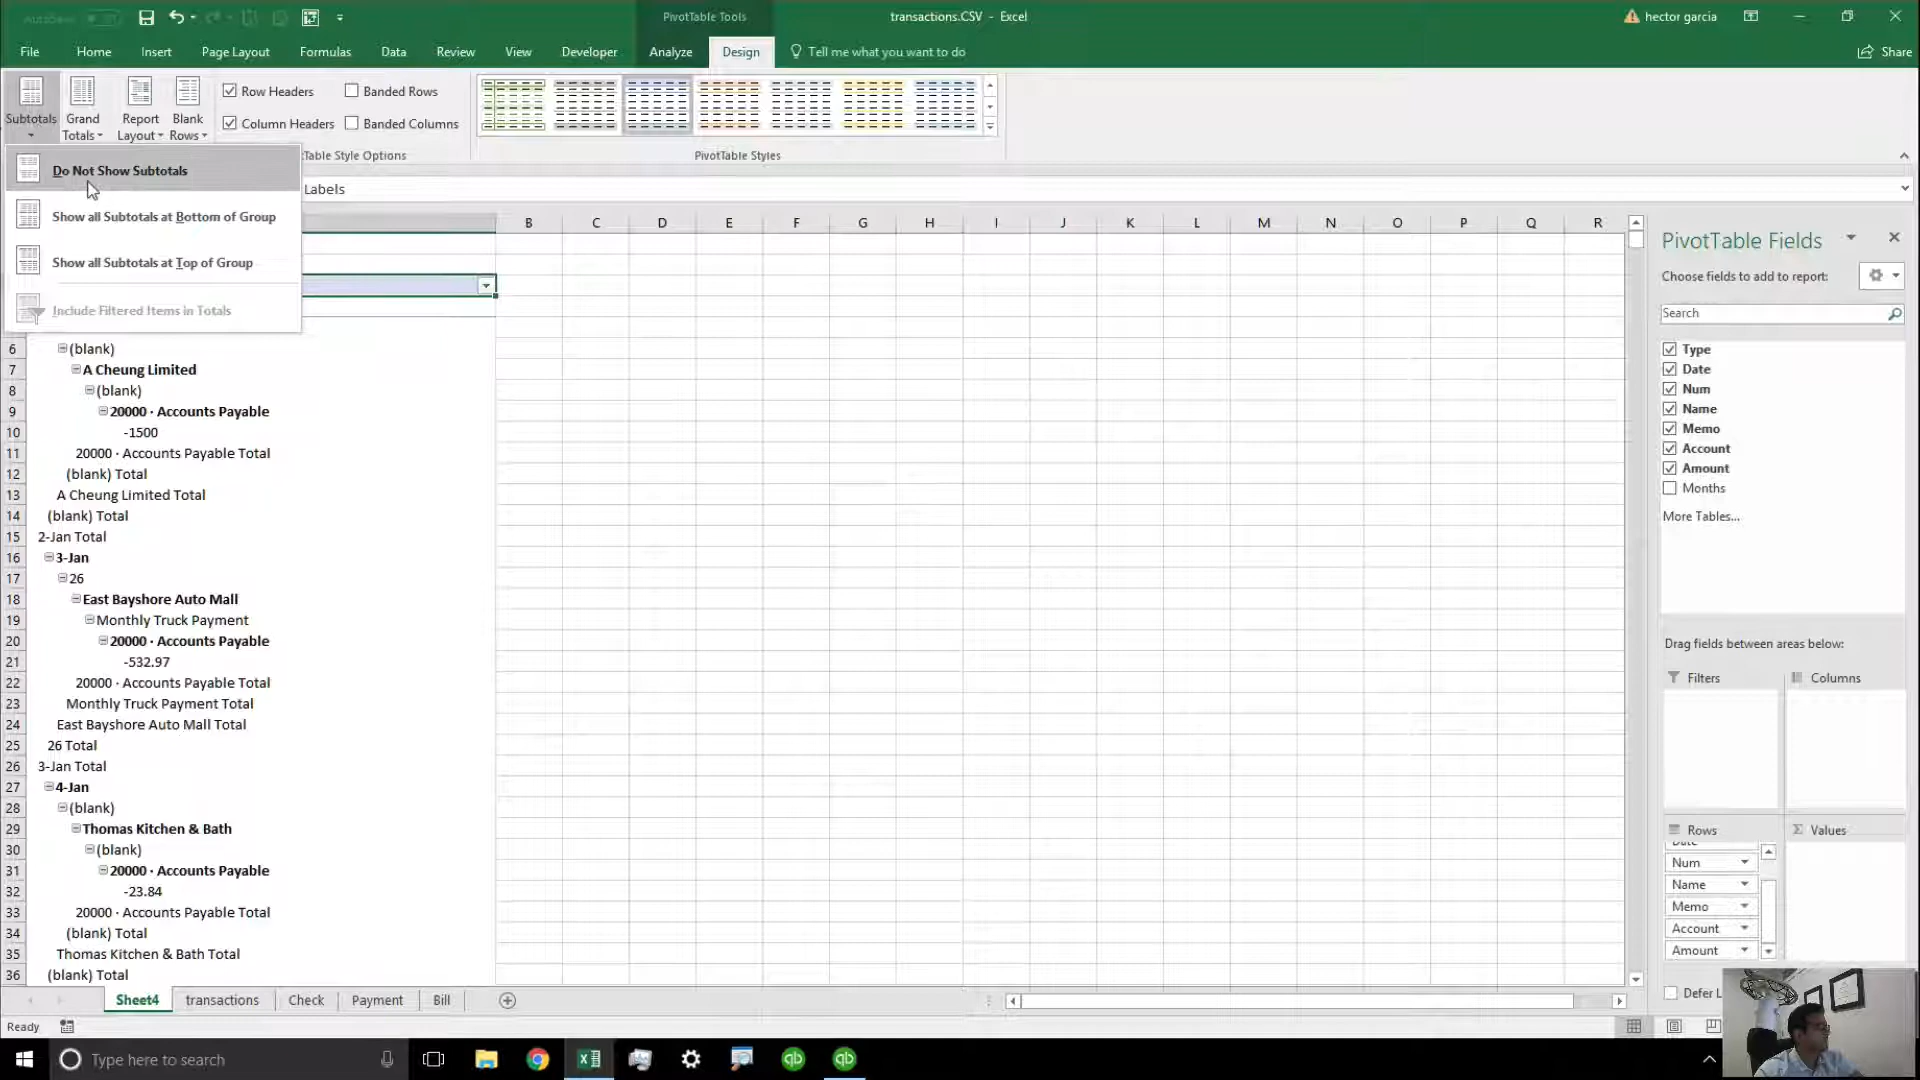 AutoSave
PivotTable Tools
transactions.CSV - Excel
hector garcia
File Home Insert Page Layout Formulas Data Review View Developer Analyze Design Tell me what you want to do Share
Subtotals
Grand Totals
Report Layout
Blank Rows
Row Headers Banded Rows
Column Headers Banded Columns
Table Style Options
PivotTable Styles
Do Not Show Subtotals
Show all Subtotals at Bottom of Group
Show all Subtotals at Top of Group
Include Filtered Items in Totals
Labels
B C D E F G H I J K L M N O P Q R
6 (blank)
7 A Cheung Limited
8 (blank)
9 20000 · Accounts Payable
10 -1500
11 20000 · Accounts Payable Total
12 (blank) Total
13 A Cheung Limited Total
14 (blank) Total
15 2-Jan Total
16 3-Jan
17 26
18 East Bayshore Auto Mall
19 Monthly Truck Payment
20 20000 · Accounts Payable
21 -532.97
22 20000 · Accounts Payable Total
23 Monthly Truck Payment Total
24 East Bayshore Auto Mall Total
25 26 Total
26 3-Jan Total
27 4-Jan
28 (blank)
29 Thomas Kitchen & Bath
30 (blank)
31 20000 · Accounts Payable
32 -23.84
33 20000 · Accounts Payable Total
34 (blank) Total
35 Thomas Kitchen & Bath Total
36 (blank) Total
PivotTable Fields
Choose fields to add to report:
Search
Type
Date
Num
Name
Memo
Account
Amount
Months
More Tables...
Drag fields between areas below:
Filters Columns
Rows Values
Date
Num
Name
Memo
Account
Amount
Defer L
Sheet4 transactions Check Payment Bill
Ready
Type here to search